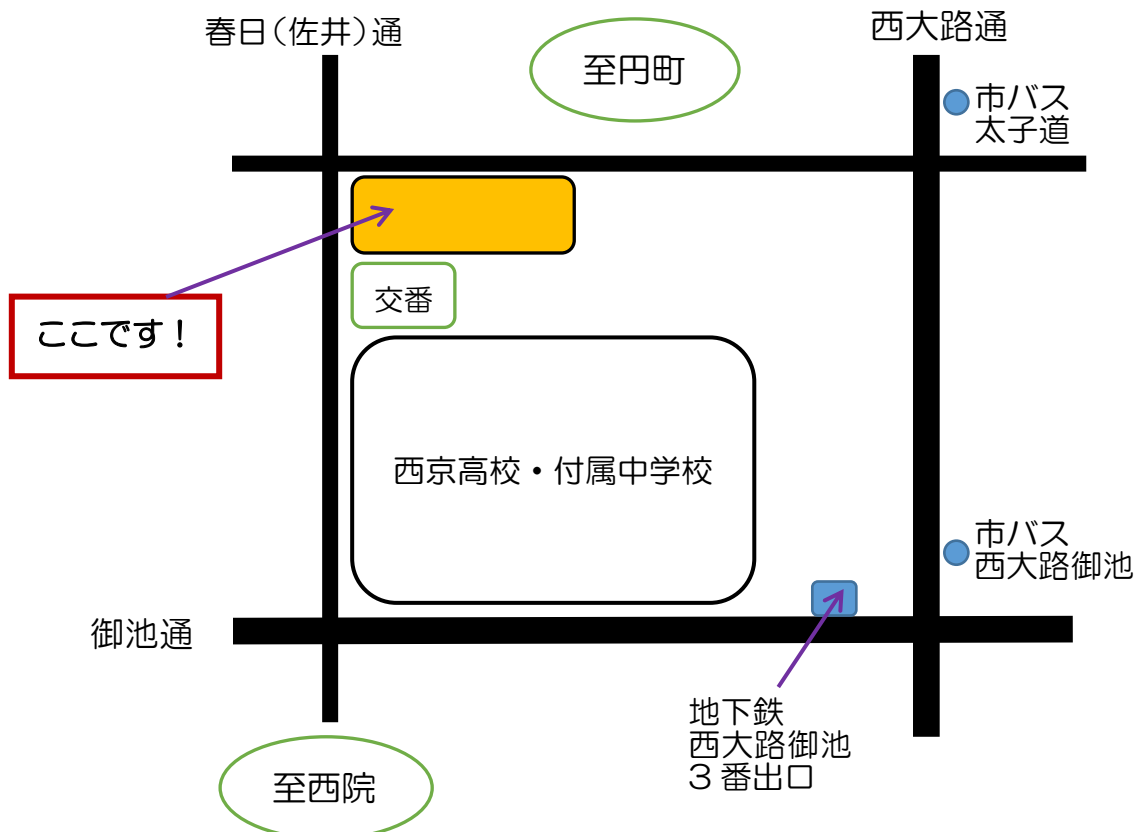 春日（佐井）通
西大路通
至円町
市バス
太子道
交番
ここです！
西京高校・付属中学校
市バス
西大路御池
御池通
地下鉄
西大路御池
３番出口
至西院